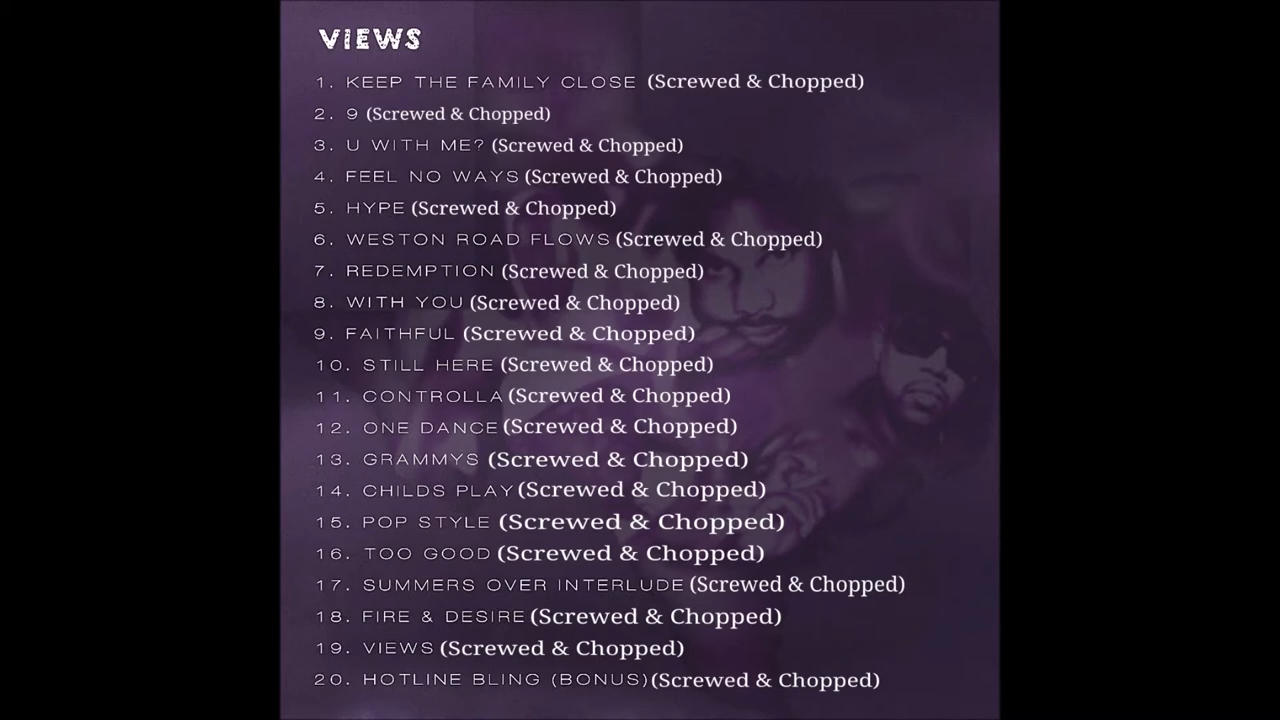 VIEWS
1. KEEP THE FAMILY CLOSE (Screwed & Chopped)
2. 9 (Screwed & Chopped)
3. U WITH ME? (Screwed & Chopped)
4. FEEL NO WAYS (Screwed & Chopped)
5. HYPE (Screwed & Chopped)
6. WESTON ROAD FLOWS (Screwed & Chopped)
7. REDEMPTION (Screwed & Chopped)
8. WITH YOU (Screwed & Chopped)
9. FAITHFUL (Screwed & Chopped)
10. STILL HERE (Screwed & Chopped)
11. CONTROLLA (Screwed & Chopped)
12. ONE DANCE (Screwed & Chopped)
13. GRAMMYS (Screwed & Chopped)
14. CHILDS PLAY (Screwed & Chopped)
15. POP STYLE (Screwed & Chopped)
16. TOO GOOD (Screwed & Chopped)
17. SUMMERS OVER INTERLUDE (Screwed & Chopped)
18. FIRE & DESIRE (Screwed & Chopped)
19. VIEWS (Screwed & Chopped)
20. HOTLINE BLING (BONUS) (Screwed & Chopped)